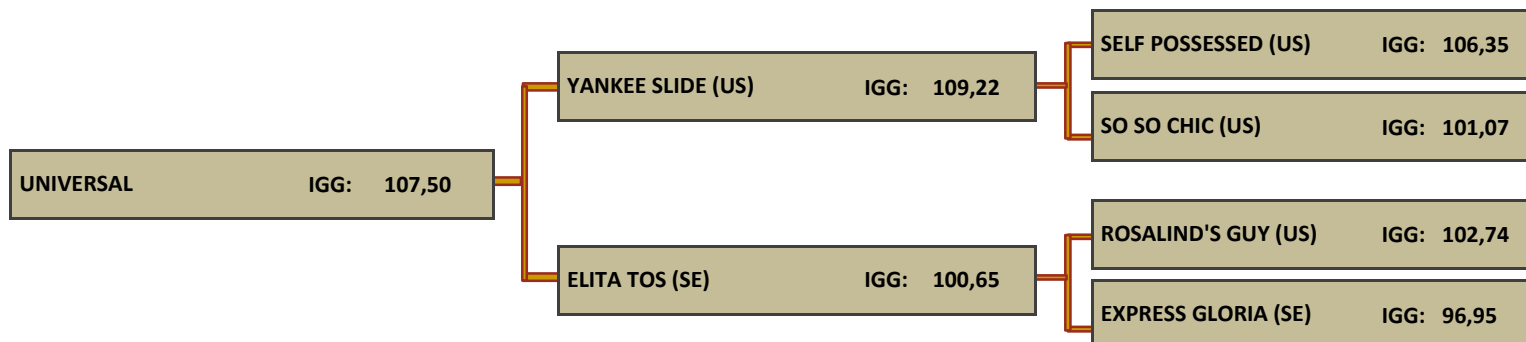 SELF POSSESSED (US) IGG: 106,35
YANKEE SLIDE (US) IGG: 109,22
SO SO CHIC (US) IGG: 101,07
UNIVERSAL IGG: 107,50
ROSALIND'S GUY (US) IGG: 102,74
ELITA TOS (SE) IGG: 100,65
EXPRESS GLORIA (SE) IGG: 96,95